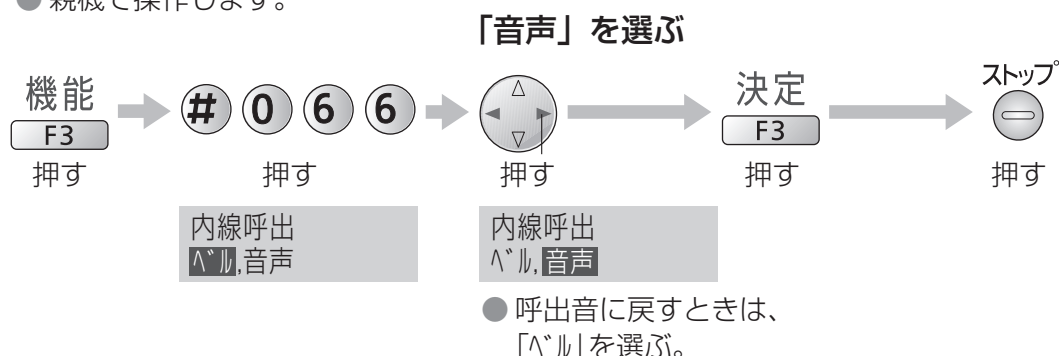 ●親機で操作します。
「音声」を選ぶ
機能
F3
押す
# 0 6 6
押す
押す
決定
F3
押す
ストップ
押す
内線呼出
ﾍﾞﾙ,音声
内線呼出
ﾍﾞﾙ,音声
●呼出音に戻すときは、
「ﾍﾞﾙ」を選ぶ。